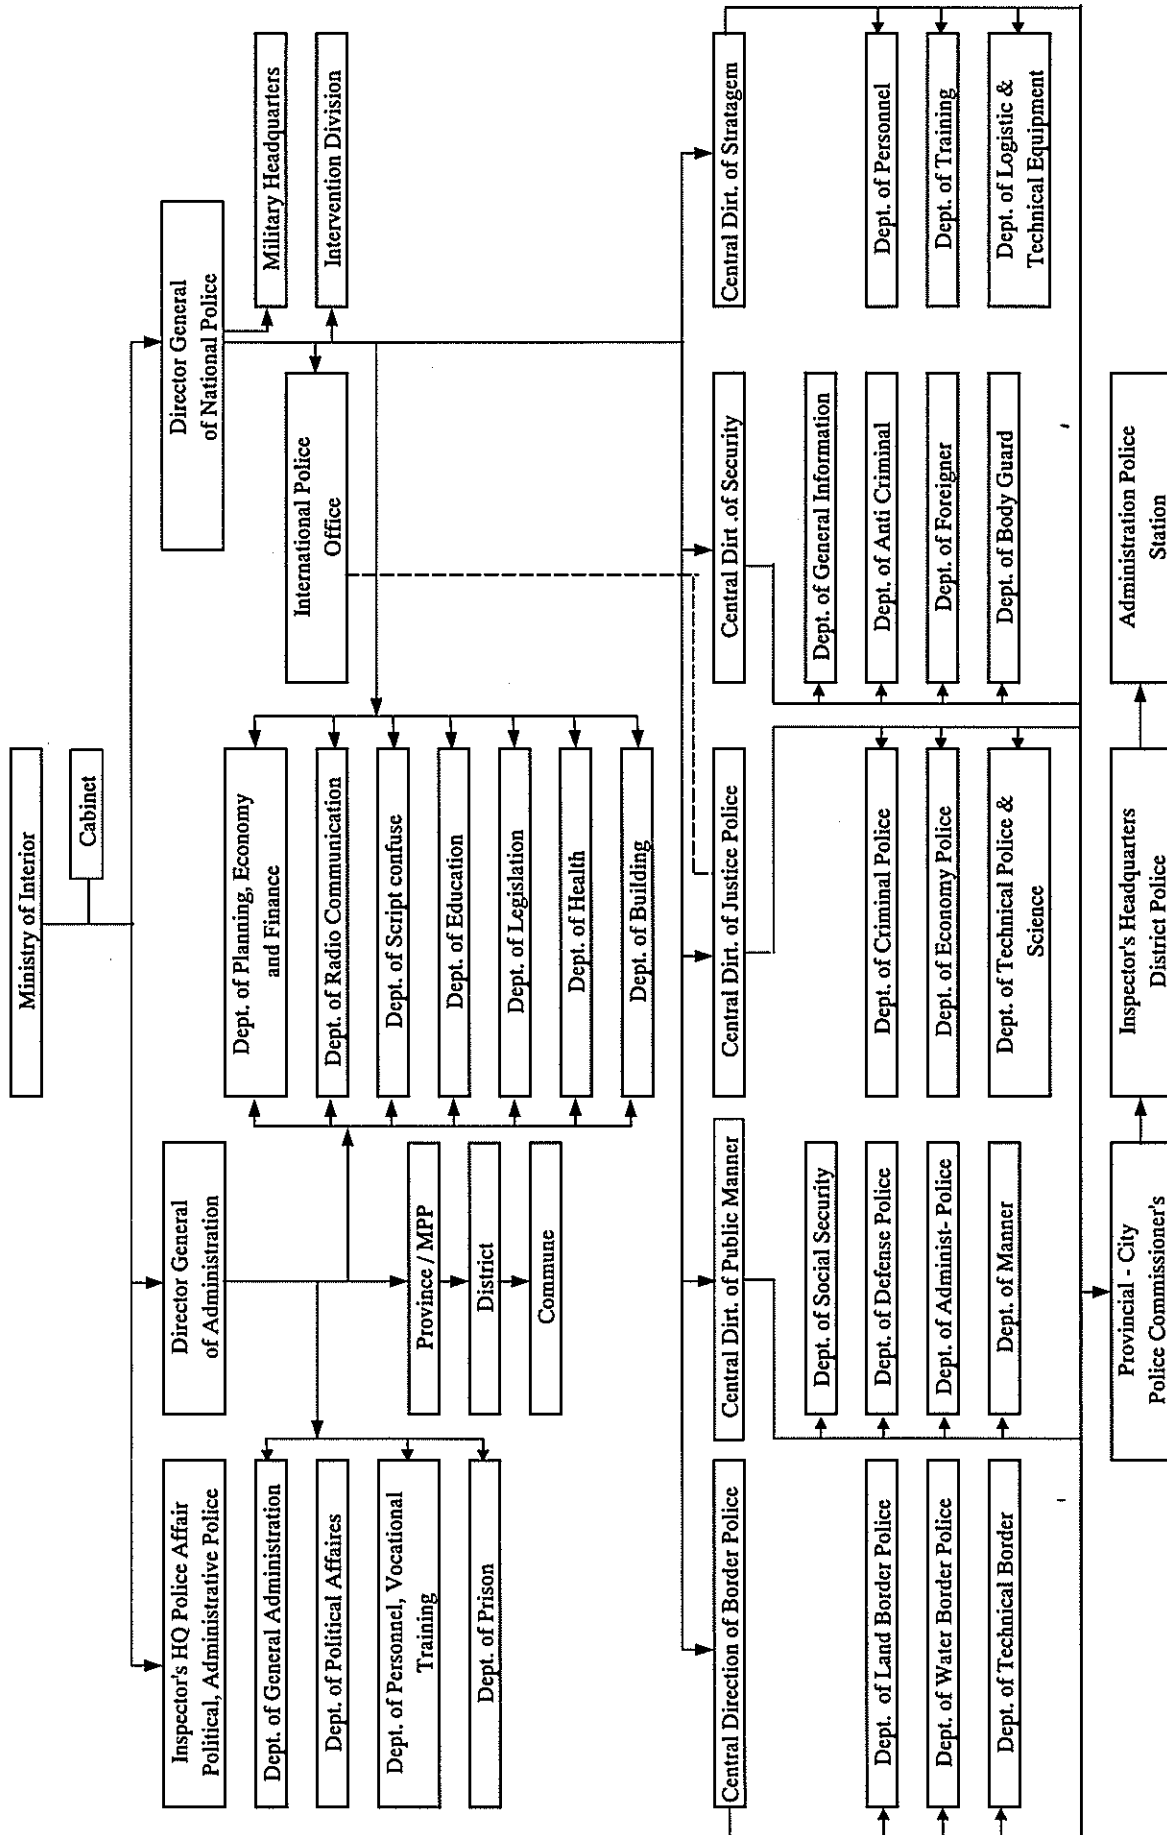 Ministry of Interior
Cabinet
Inspector's HQ Police Affair
Political, Administrative Police
Director General
of Administration
Director General
of National Police
Dept. of General Administration
Dept. of Political Affaires
Dept. of Personnel, Vocational
Training
Dept. of Prison
Province / MPP
District
Commune
Dept. of Planning, Economy
and Finance
Dept. of Radio Communication
Dept. of Script confuse
Dept. of Education
Dept. of Legislation
Dept. of Health
Dept. of Building
International Police
Office
Military Headquarters
Intervention Division
Central Direction of Border Police
Central Dirt. of Public Manner
Central Dirt. of Justice Police
Central Dirt .of Security
Central Dirt. of Stratagem
Dept. of Land Border Police
Dept. of Water Border Police
Dept. of Technical Border
Dept. of Social Security
Dept. of Defense Police
Dept. of Administ- Police
Dept. of Manner
Dept. of Criminal Police
Dept. of Economy Police
Dept. of Technical Police &
Science
Dept. of General Information
Dept. of Anti Criminal
Dept. of Foreigner
Dept. of Body Guard
Dept. of Personnel
Dept. of Training
Dept. of Logistic &
Technical Equipment
Provincial - City
Police Commissioner's
Inspector's Headquarters
District Police
Administration Police
Station